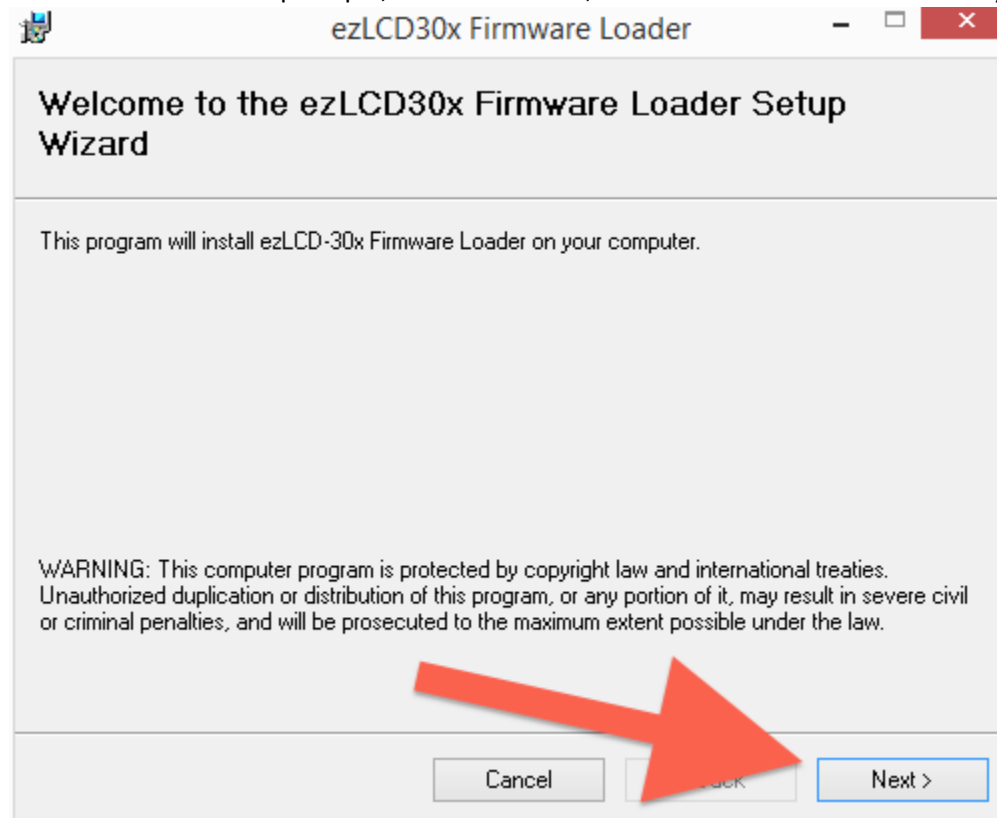 ezLCD30x Firmware Loader
Welcome to the ezLCD30x Firmware Loader Setup
Wizard
This program will install ezLCD-30x Firmware Loader on your computer.
WARNING: This computer program is protected by copyright law and international treaties.
Unauthorized duplication or distribution of this program, or any portion of it, may result in severe civil
or criminal penalties, and will be prosecuted to the maximum extent possible under the law.
Cancel
Next >